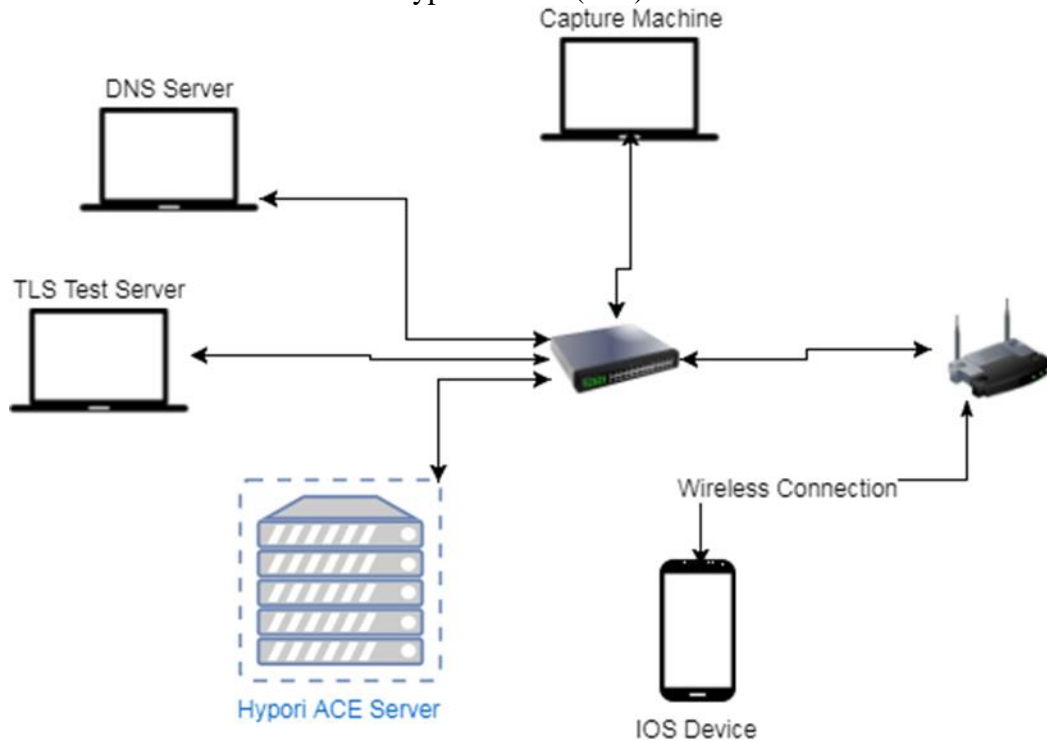 Capture Machine
DNS Server
TLS Test Server
Wireless Connection
Hypori ACE Server
IOS Device